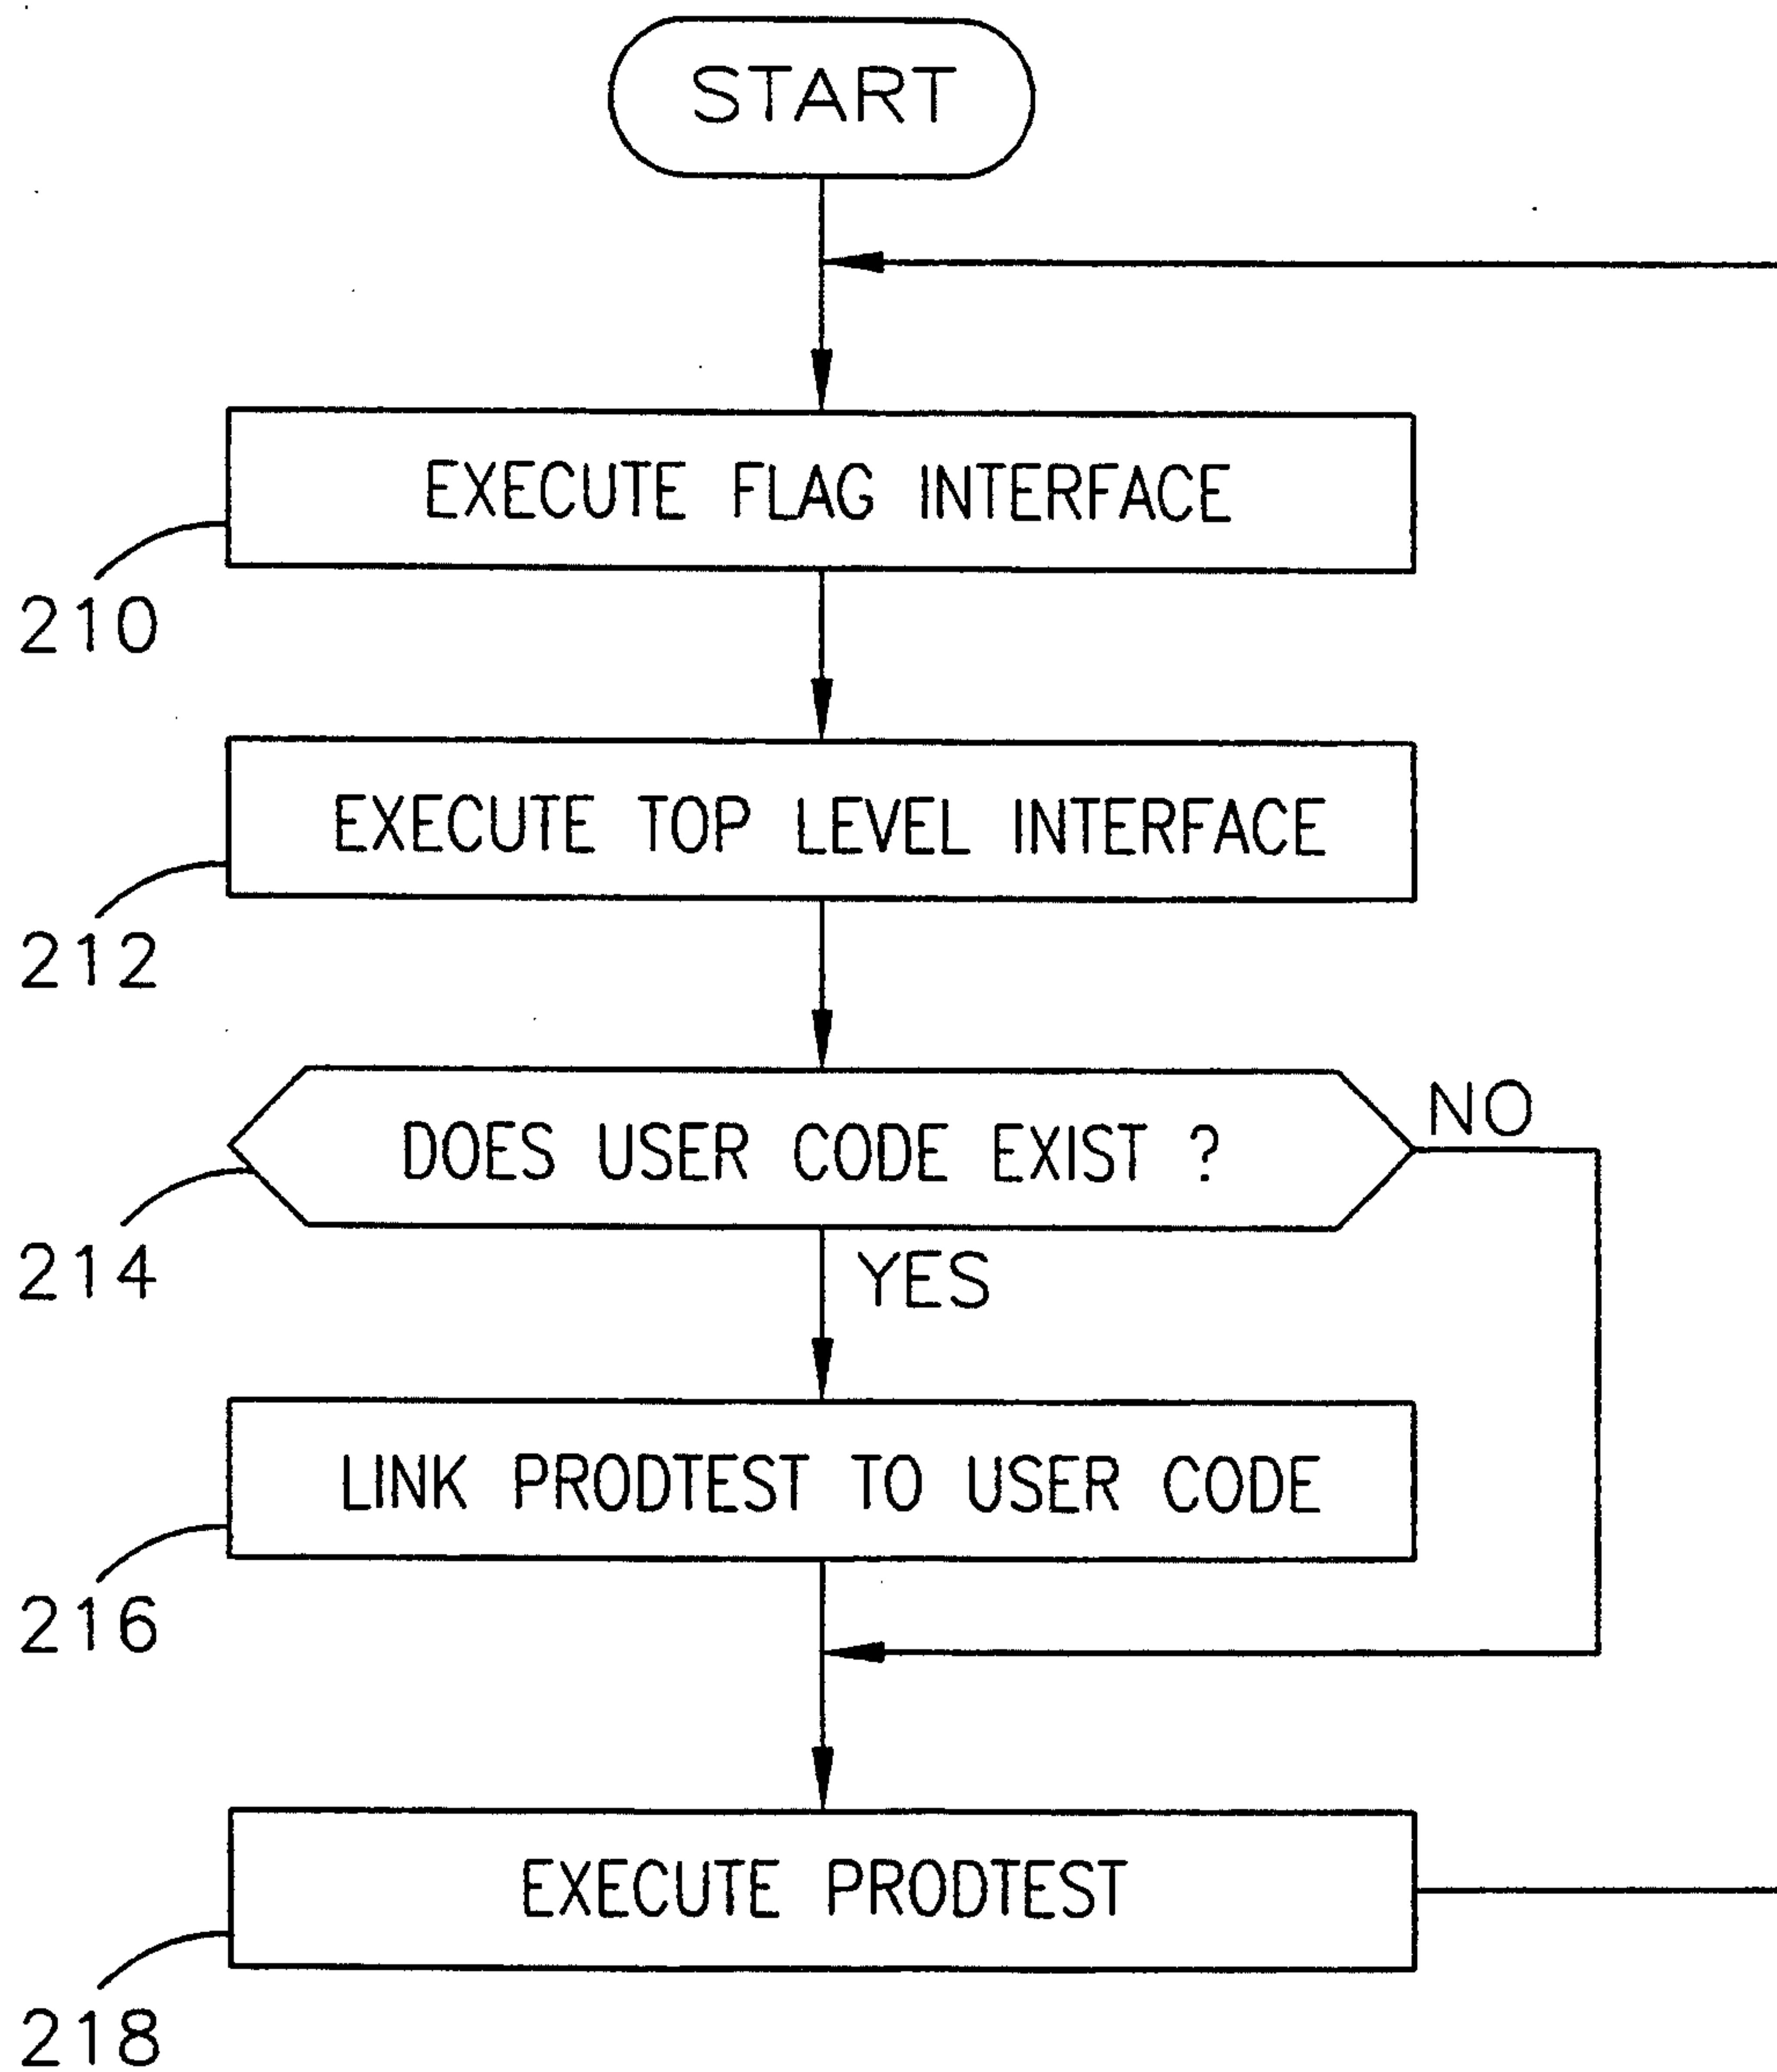 START
EXECUTE FLAG INTERFACE
210
EXECUTE TOP LEVEL INTERFACE
212
DOES USER CODE EXIST ?
NO
214
YES
LINK PRODTEST TO USER CODE
216
EXECUTE PRODTEST
218